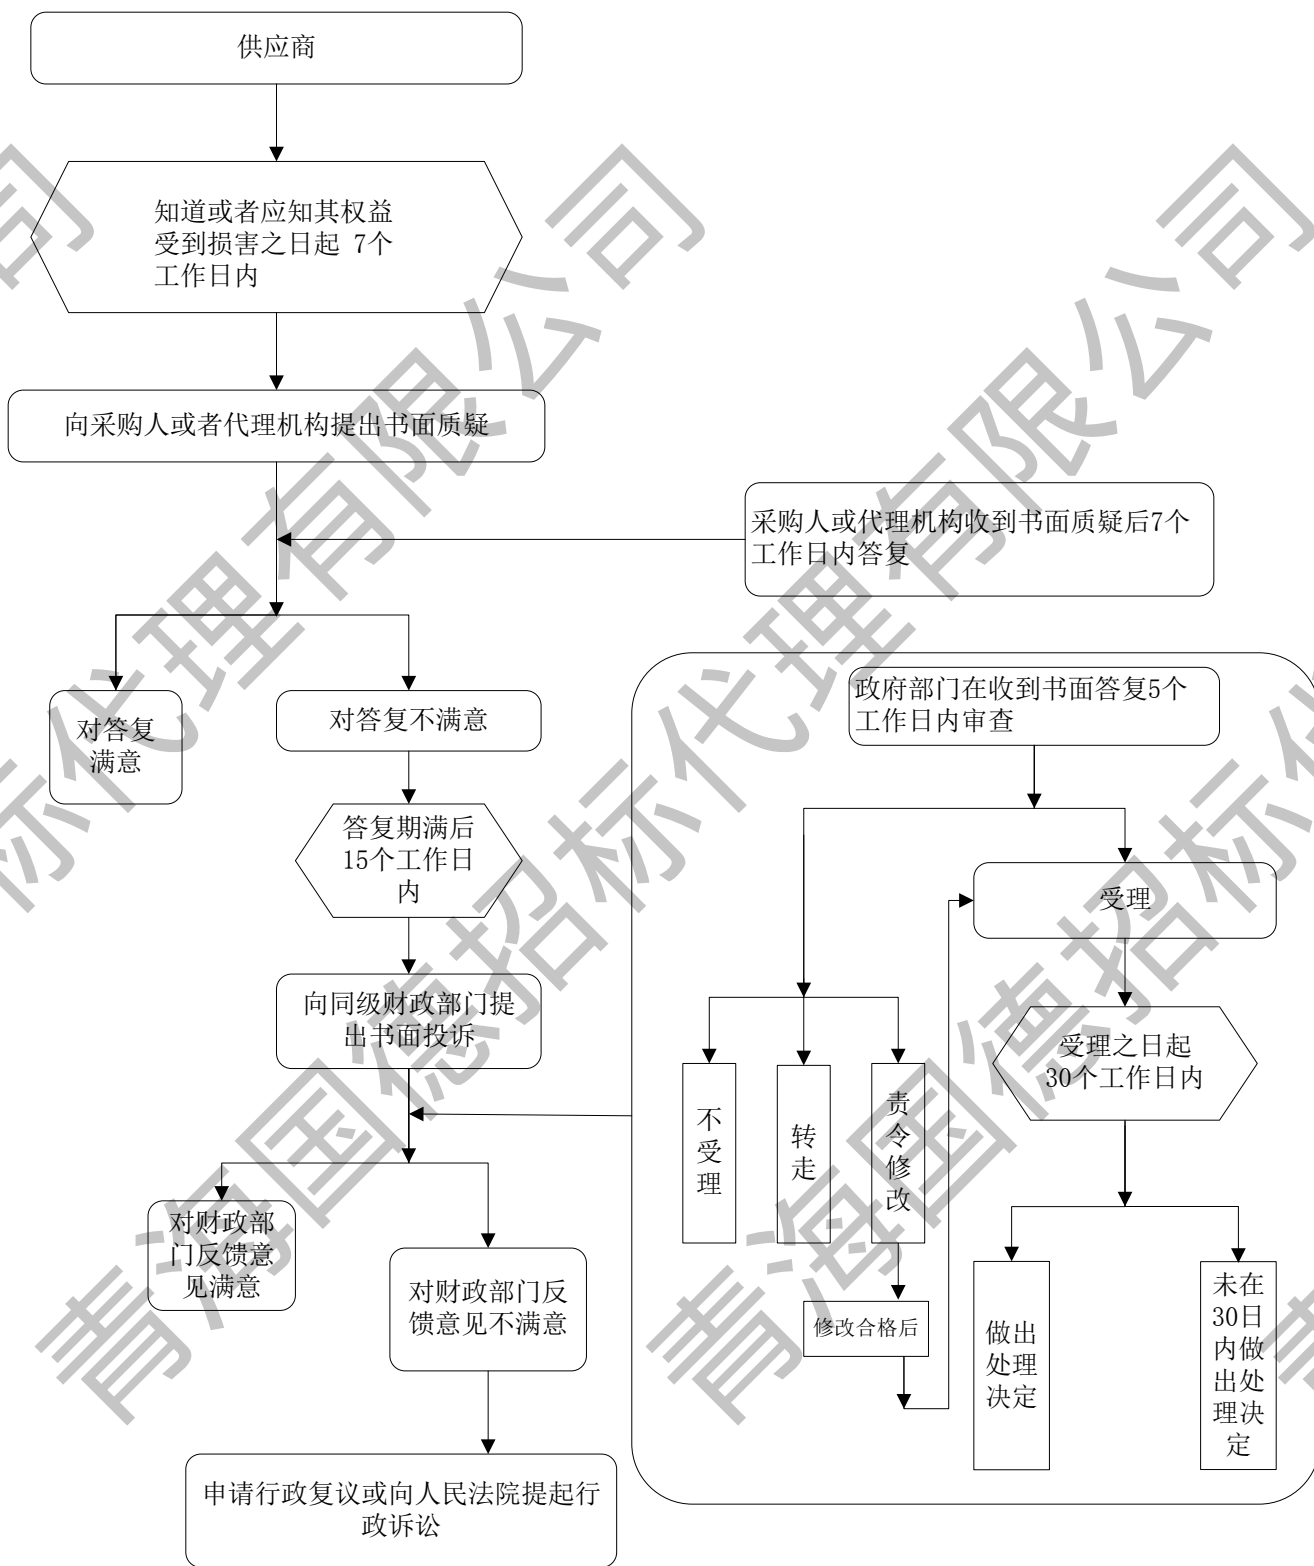 供应商
知道或者应知其权益
受到损害之日起 7个
工作日内
向采购人或者代理机构提出书面质疑
采购人或代理机构收到书面质疑后7个
工作日内答复
对答复
满意
对答复不满意
答复期满后
15个工作日
内
向同级财政部门提
出书面投诉
对财政部
门反馈意
见满意
对财政部门反
馈意见不满意
申请行政复议或向人民法院提起行
政诉讼
政府部门在收到书面答复5个
工作日内审查
受理
不受理
转走
责令修改
修改合格后
受理之日起
30个工作日内
做出
处理
决定
未在
30日
内做
出处
理决
定
青海国德招标代理有限公司
青海国德招标代理有限公司